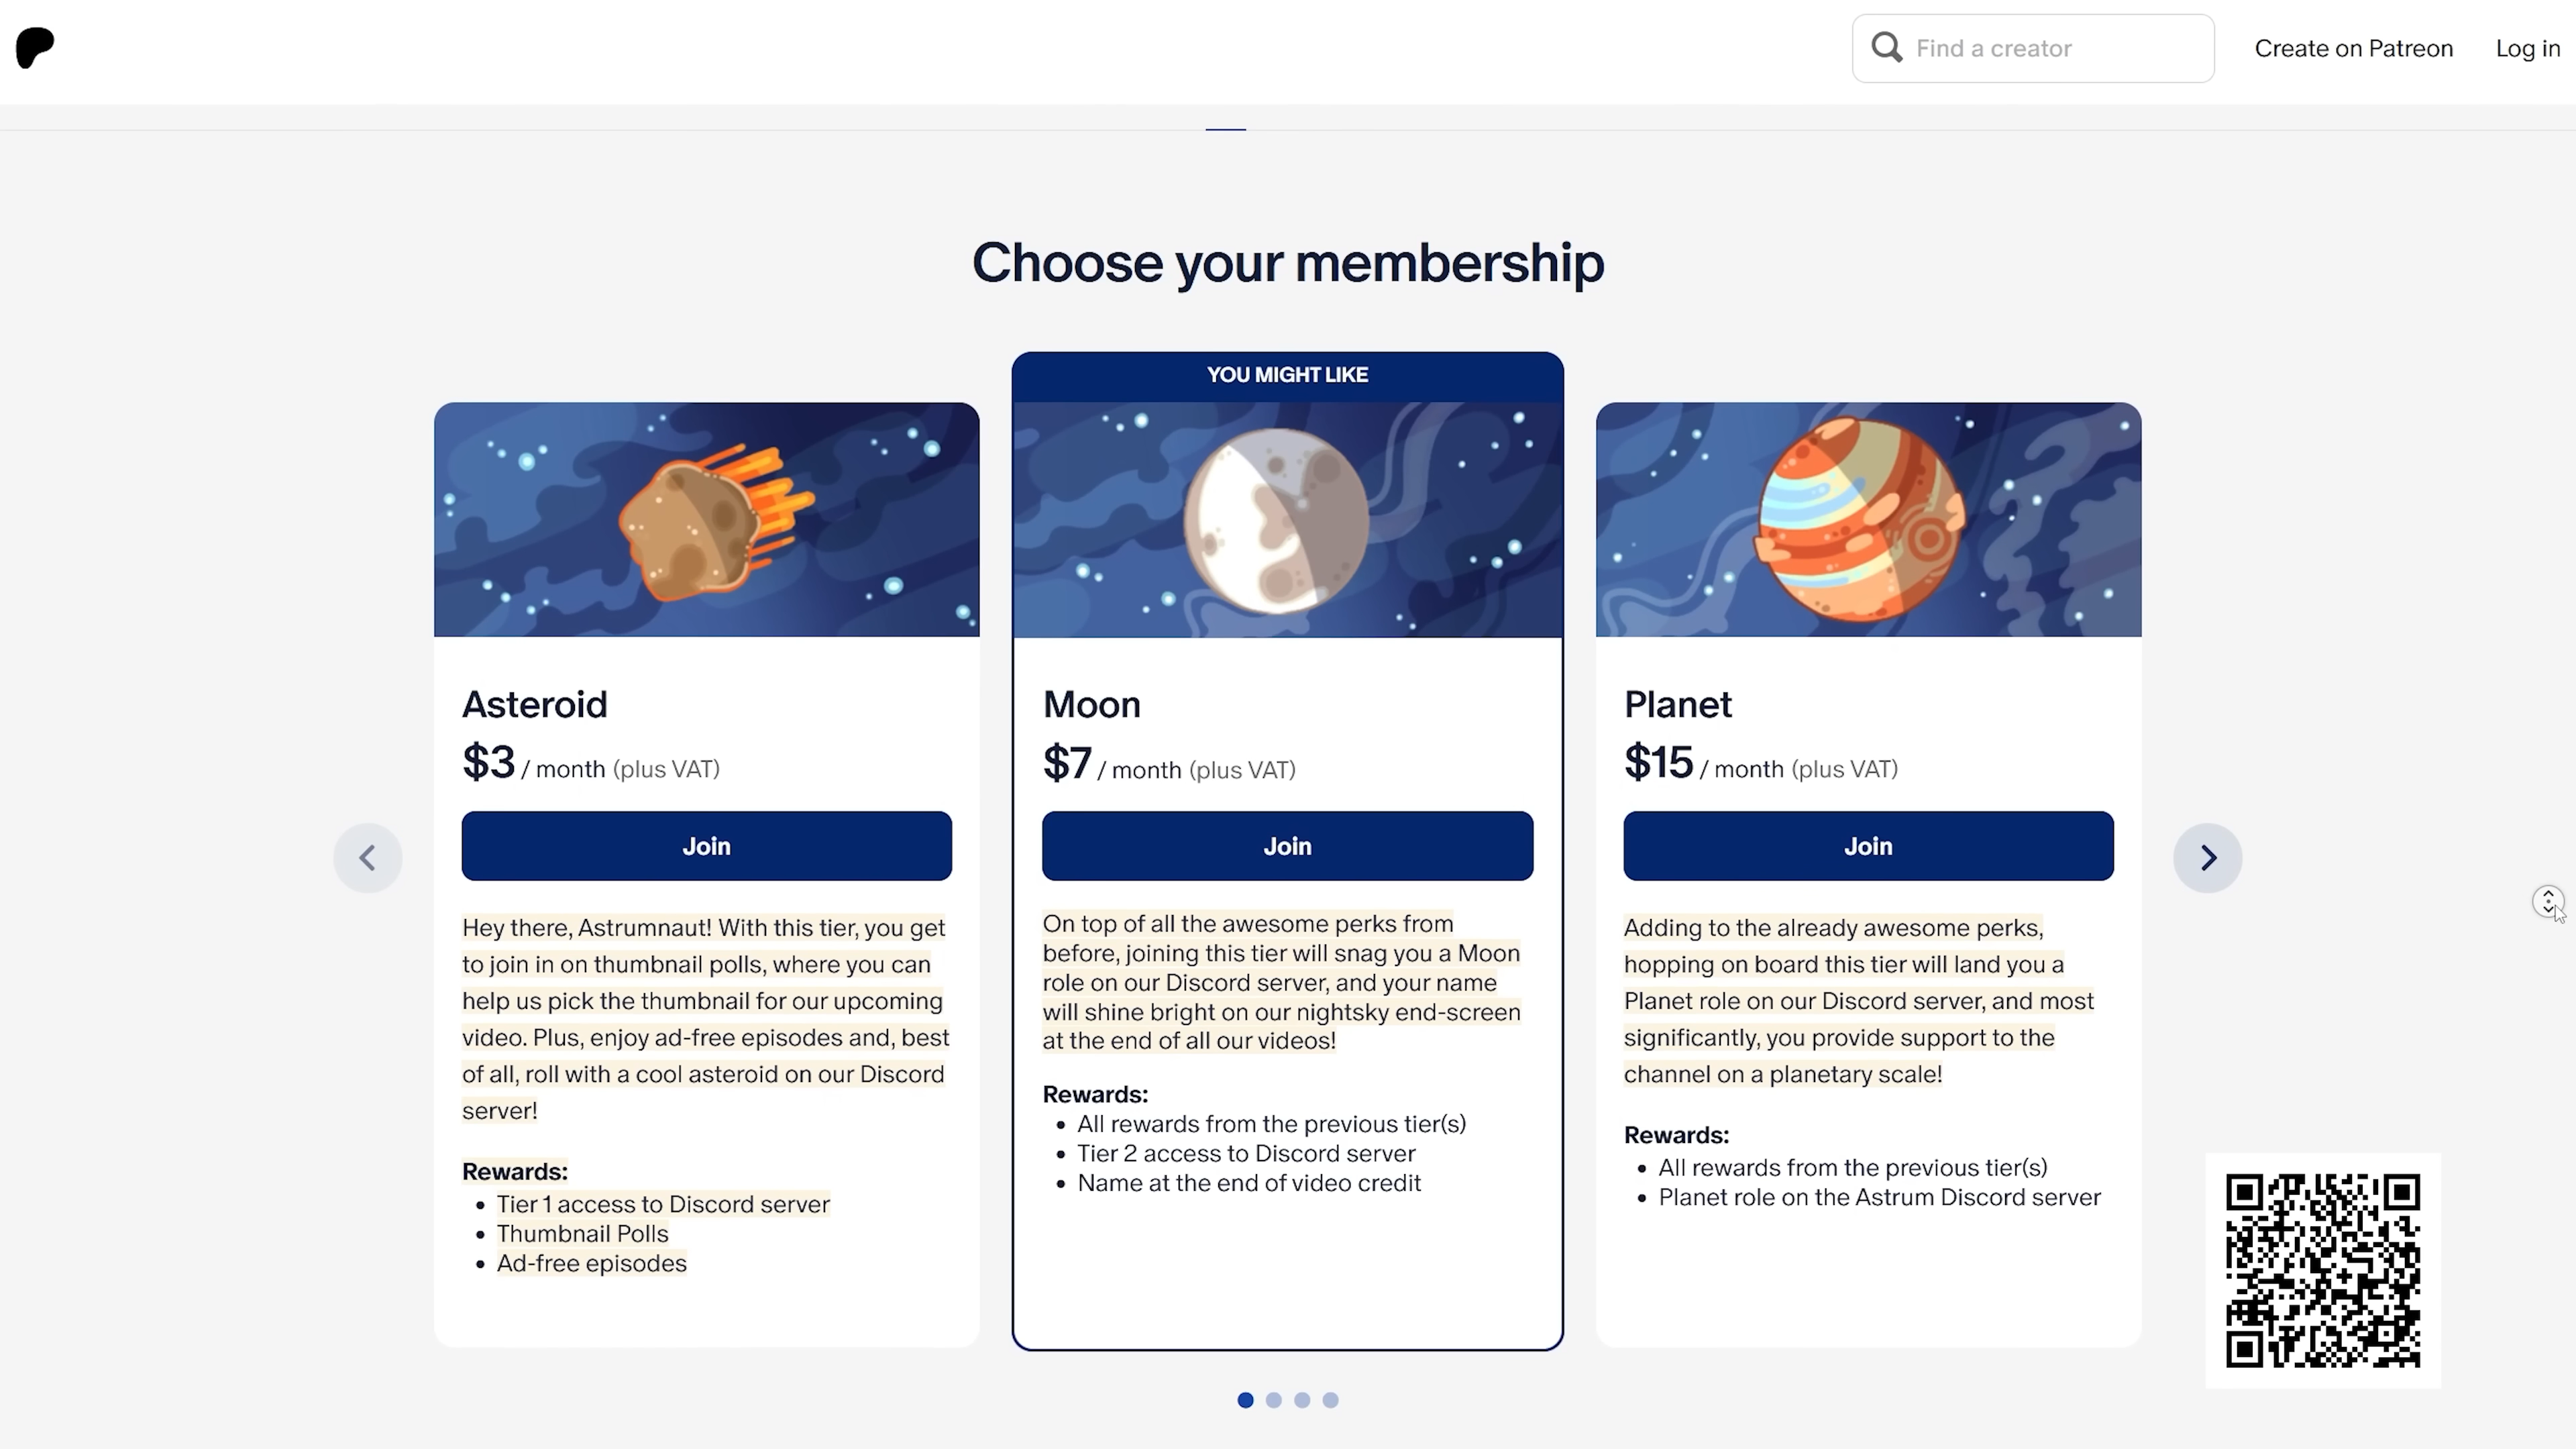 Find a creator
Create on Patreon
Log in
Choose your membership
YOU MIGHT LIKE
Asteroid
$3 / month (plus VAT)
Join
Hey there, Astrumnaut! With this tier, you get
to join in on thumbnail polls, where you can
help us pick the thumbnail for our upcoming
video. Plus, enjoy ad-free episodes and, best
of all, roll with a cool asteroid on our Discord
server!
Rewards:
• Tier 1 access to Discord server
• Thumbnail Polls
• Ad-free episodes
Moon
$7 / month (plus VAT)
Join
On top of all the awesome perks from
before, joining this tier will snag you a Moon
role on our Discord server, and your name
will shine bright on our nightsky end-screen
at the end of all our videos!
Rewards:
• All rewards from the previous tier(s)
• Tier 2 access to Discord server
• Name at the end of video credit
Planet
$15 / month (plus VAT)
Join
Adding to the already awesome perks,
hopping on board this tier will land you a
Planet role on our Discord server, and most
significantly, you provide support to the
channel on a planetary scale!
Rewards:
• All rewards from the previous tier(s)
• Planet role on the Astrum Discord server